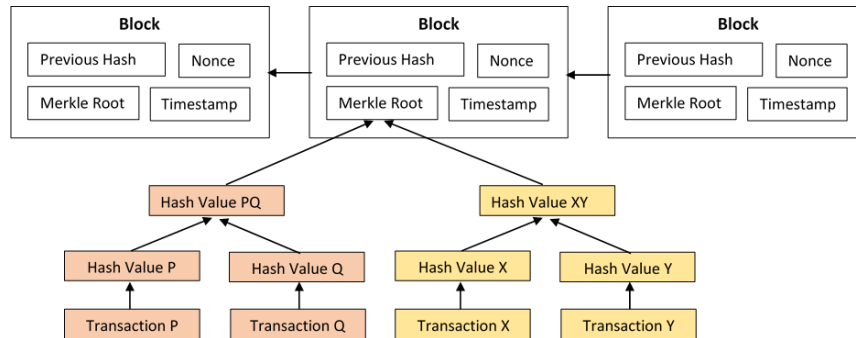 Block
Previous Hash
Nonce
Merkle Root
Timestamp
Block
Previous Hash
Nonce
Merkle Root
Timestamp
Block
Previous Hash
Nonce
Merkle Root
Timestamp
Hash Value PQ
Hash Value XY
Hash Value P
Hash Value Q
Hash Value X
Hash Value Y
Transaction P
Transaction Q
Transaction X
Transaction Y